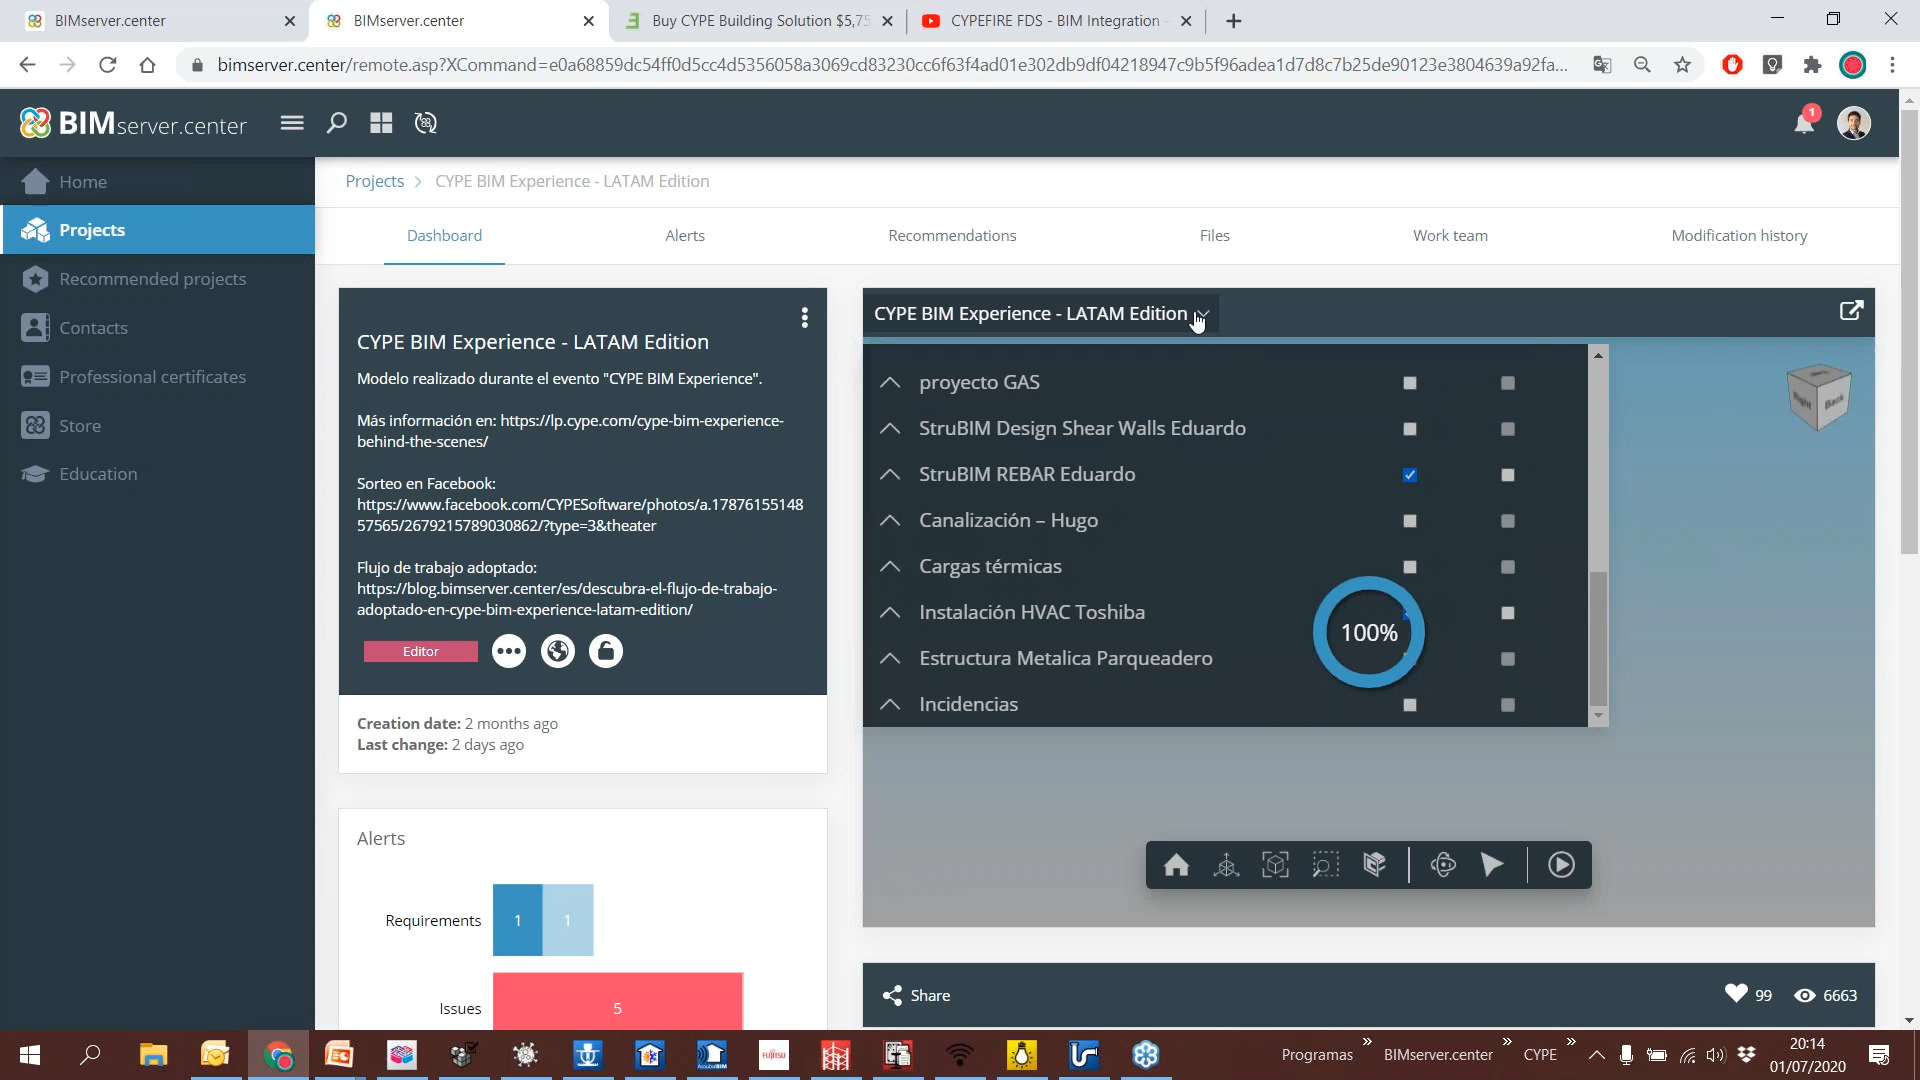 BIMserver.center
BIMserver.center
Buy CYPE Building Solution $5,75
CYPEFIRE FDS - BIM Integration -
bimserver.center/remote.asp?XCommand=e0a68859dc54ff0d5cc4d5356058a3069cd83230cc6f63f4ad01e302db9df04218947c9b5f96adea1d7d8c7b25de90123e3804639a92fa...
BIMserver.center
1
Home
Projects
Recommended projects
Contacts
Professional certificates
Store
Education
Projects > CYPE BIM Experience - LATAM Edition
Dashboard
Alerts
Recommendations
Files
Work team
Modification history
CYPE BIM Experience - LATAM Edition
Modelo realizado durante el evento "CYPE BIM Experience".
Más información en: https://lp.cype.com/cype-bim-experience-
behind-the-scenes/
Sorteo en Facebook:
https://www.facebook.com/CYPESoftware/photos/a.17876155148
57565/2679215789030862/?type=3&theater
Flujo de trabajo adoptado:
https://blog.bimserver.center/es/descubra-el-flujo-de-trabajo-
adoptado-en-cype-bim-experience-latam-edition/
Editor
Creation date: 2 months ago
Last change: 2 days ago
Alerts
Requirements
1
1
Issues
5
CYPE BIM Experience - LATAM Edition
proyecto GAS
StruBIM Design Shear Walls Eduardo
StruBIM REBAR Eduardo
Canalización – Hugo
Cargas térmicas
Instalación HVAC Toshiba
Estructura Metalica Parqueadero
Incidencias
100%
Right
Back
Share
99
6663
FUJITSU
Programas
BIMserver.center
CYPE
20:14
01/07/2020